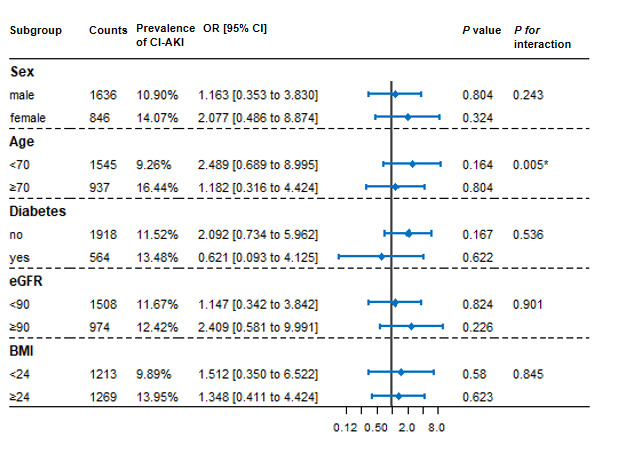 Subgroup Counts Prevalence of CI-AKI OR [95% CI] P value P for interaction
Sex
male 1636 10.90% 1.163 [0.353 to 3.830] 0.804 0.243
female 846 14.07% 2.077 [0.486 to 8.874] 0.324
Age
<70 1545 9.26% 2.489 [0.689 to 8.995] 0.164 0.005*
≥70 937 16.44% 1.182 [0.316 to 4.424] 0.804
Diabetes
no 1918 11.52% 2.092 [0.734 to 5.962] 0.167 0.536
yes 564 13.48% 0.621 [0.093 to 4.125] 0.622
eGFR
<90 1508 11.67% 1.147 [0.342 to 3.842] 0.824 0.901
≥90 974 12.42% 2.409 [0.581 to 9.991] 0.226
BMI
<24 1213 9.89% 1.512 [0.350 to 6.522] 0.58 0.845
≥24 1269 13.95% 1.348 [0.411 to 4.424] 0.623
0.12 0.50 2.0 8.0